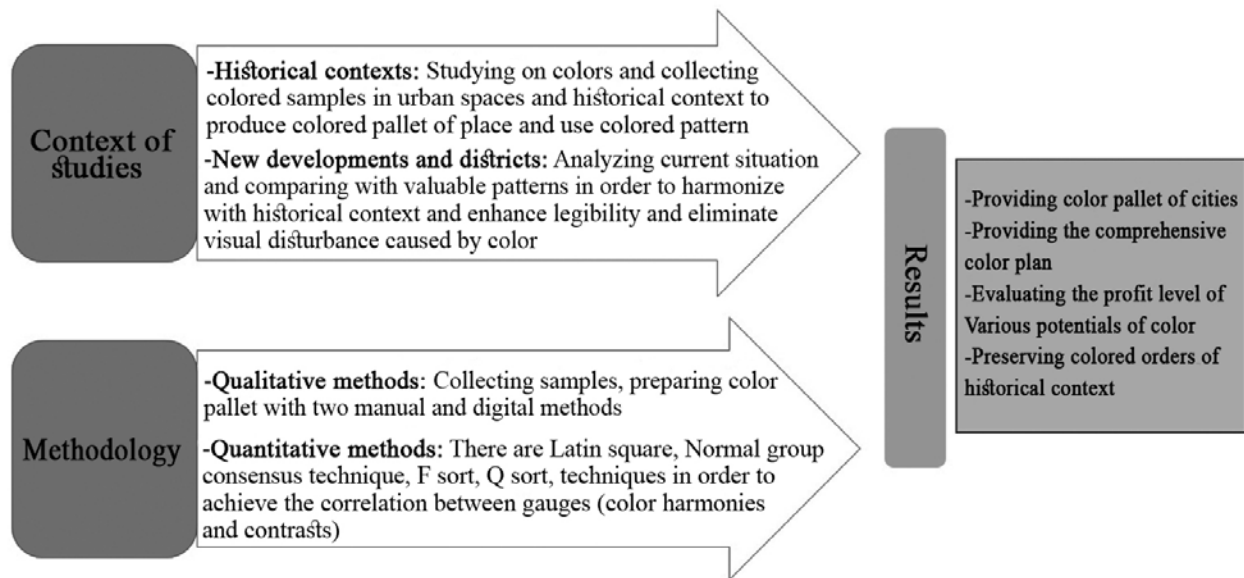 Context of
studies
-Historical contexts: Studying on colors and collecting
colored samples in urban spaces and historical context to
produce colored pallet of place and use colored pattern
-New developments and districts: Analyzing current situation
and comparing with valuable patterns in order to harmonize
with historical context and enhance legibility and eliminate
visual disturbance caused by color
Methodology
-Qualitative methods: Collecting samples, preparing color
pallet with two manual and digital methods
-Quantitative methods: There are Latin square, Normal group
consensus technique, F sort, Q sort, techniques in order to
achieve the correlation between gauges (color harmonies
and contrasts)
Results
-Providing color pallet of cities
-Providing the comprehensive
color plan
-Evaluating the profit level of
Various potentials of color
-Preserving colored orders of
historical context